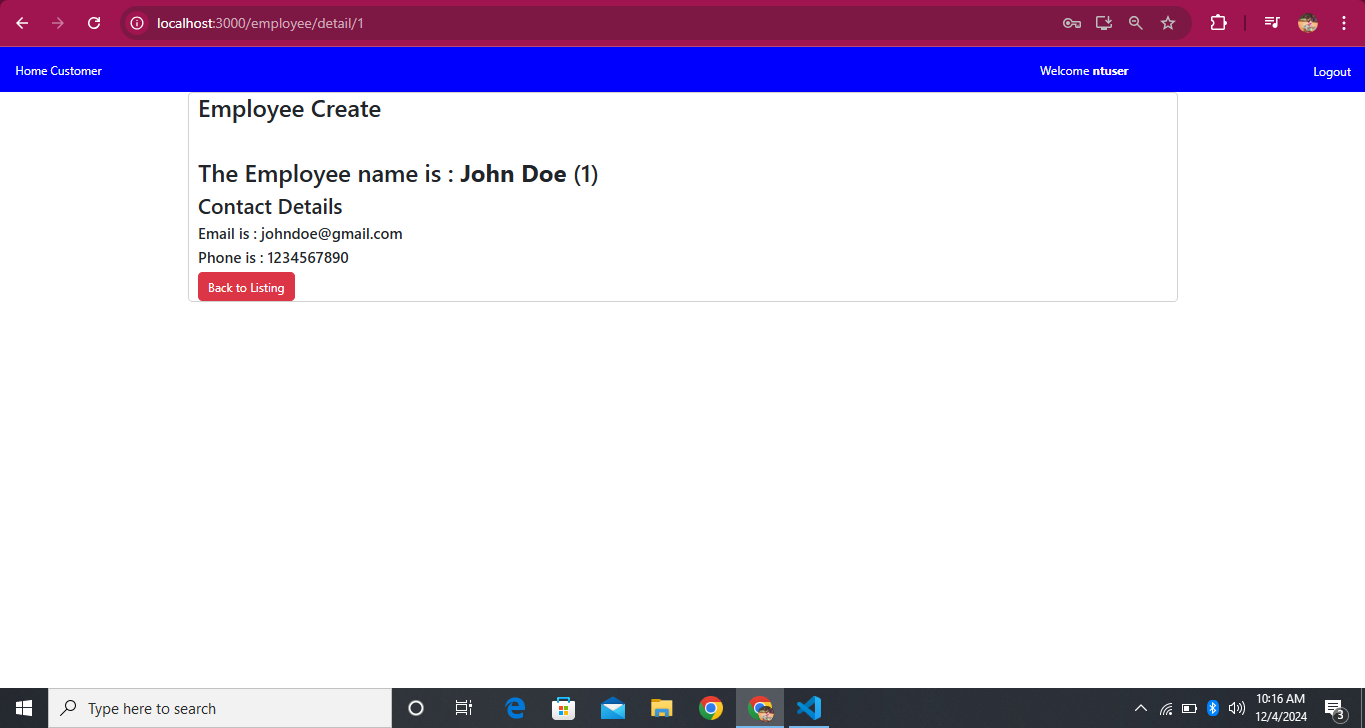 localhost:3000/employee/detail/1
Home Customer
Welcome ntuser
Logout
Employee Create
The Employee name is : John Doe (1)
Contact Details
Email is : johndoe@gmail.com
Phone is : 1234567890
Back to Listing
Type here to search
10:16 AM
12/4/2024
3